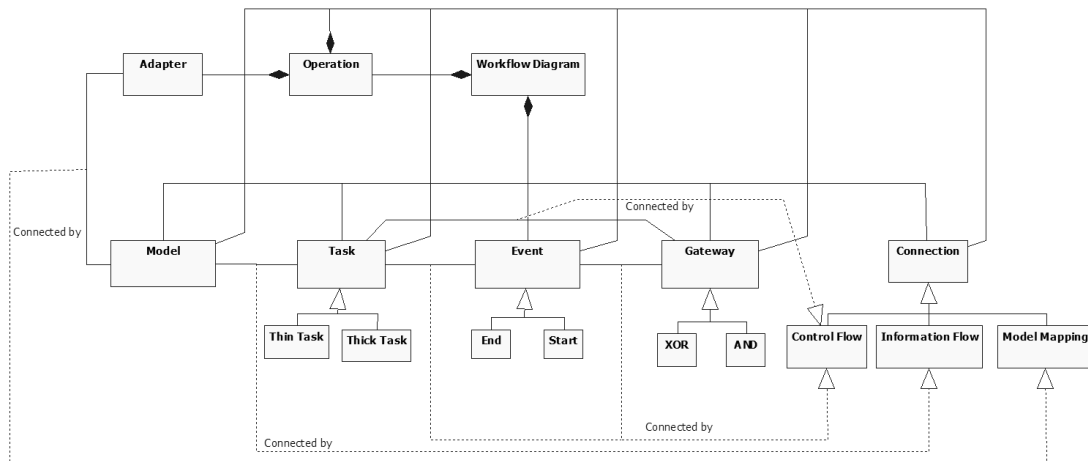 Adapter
Operation
Workflow Diagram
Connected by
Connected by
Model
Task
Event
Gateway
Connection
Thin Task
Thick Task
End
Start
XOR
AND
Control Flow
Information Flow
Model Mapping
Connected by
Connected by